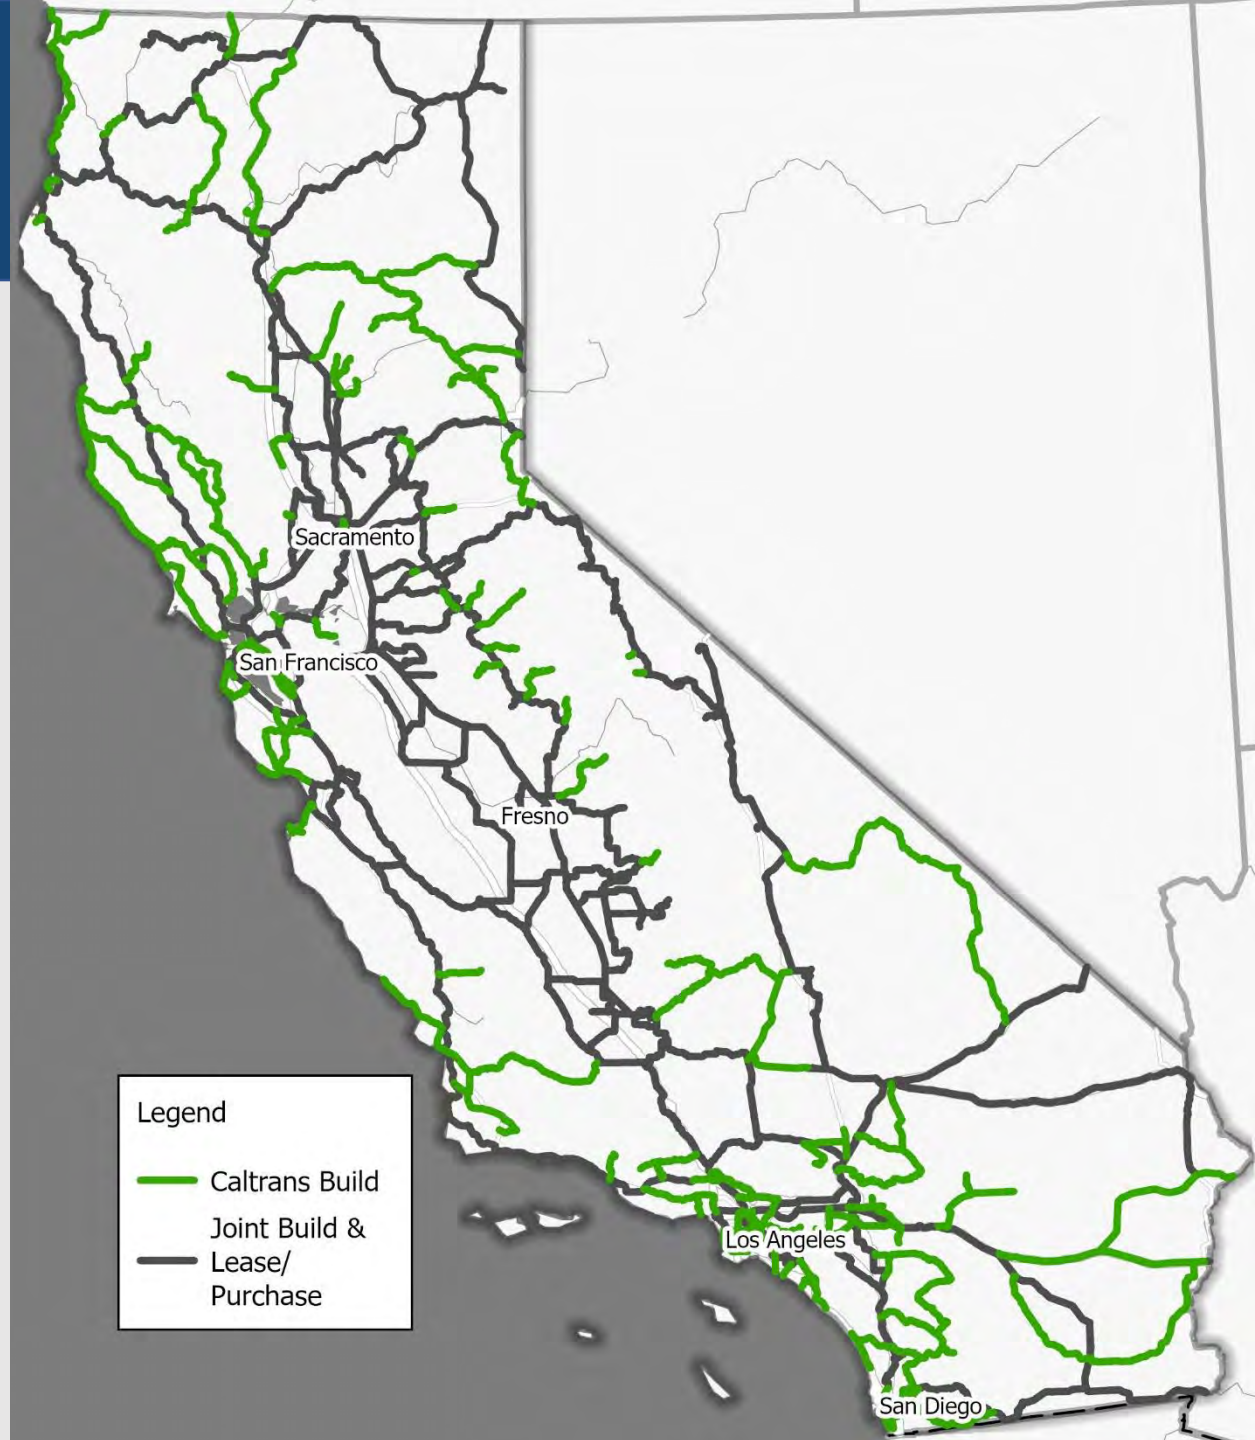 Sacramento
San Francisco
Fresno
Legend
Caltrans Build
Joint Build &
Lease/
Purchase
Los Angeles
San Diego